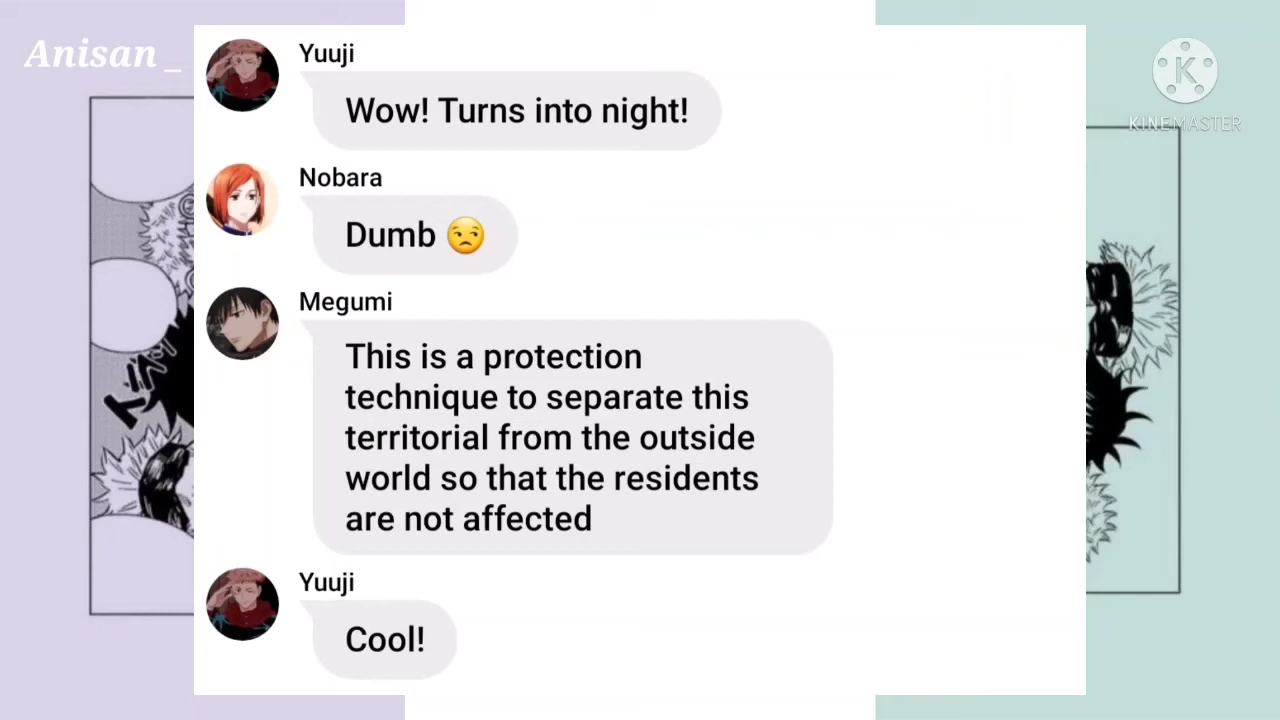 Anisan _
KINEMASTER
Yuuji
Wow! Turns into night!
Nobara
Dumb 😒
Megumi
This is a protection
technique to separate this
territorial from the outside
world so that the residents
are not affected
Yuuji
Cool!